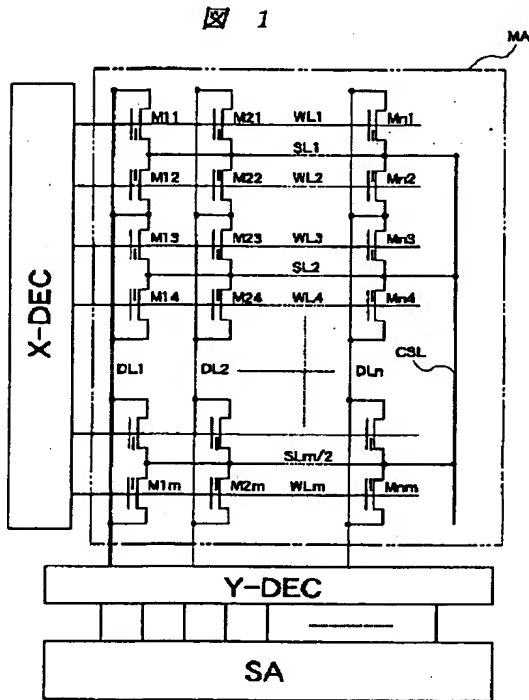 図 1
MA
M11 M21 WL1 Mn1
SL1
M12 M22 WL2 Mn2
M13 M23 WL3 Mn3
SL2
M14 M24 WL4 Mn4
X-DEC
DL1 DL2 DLn CSL
SLm/2
M1m M2m WLm Mnm
Y-DEC
SA